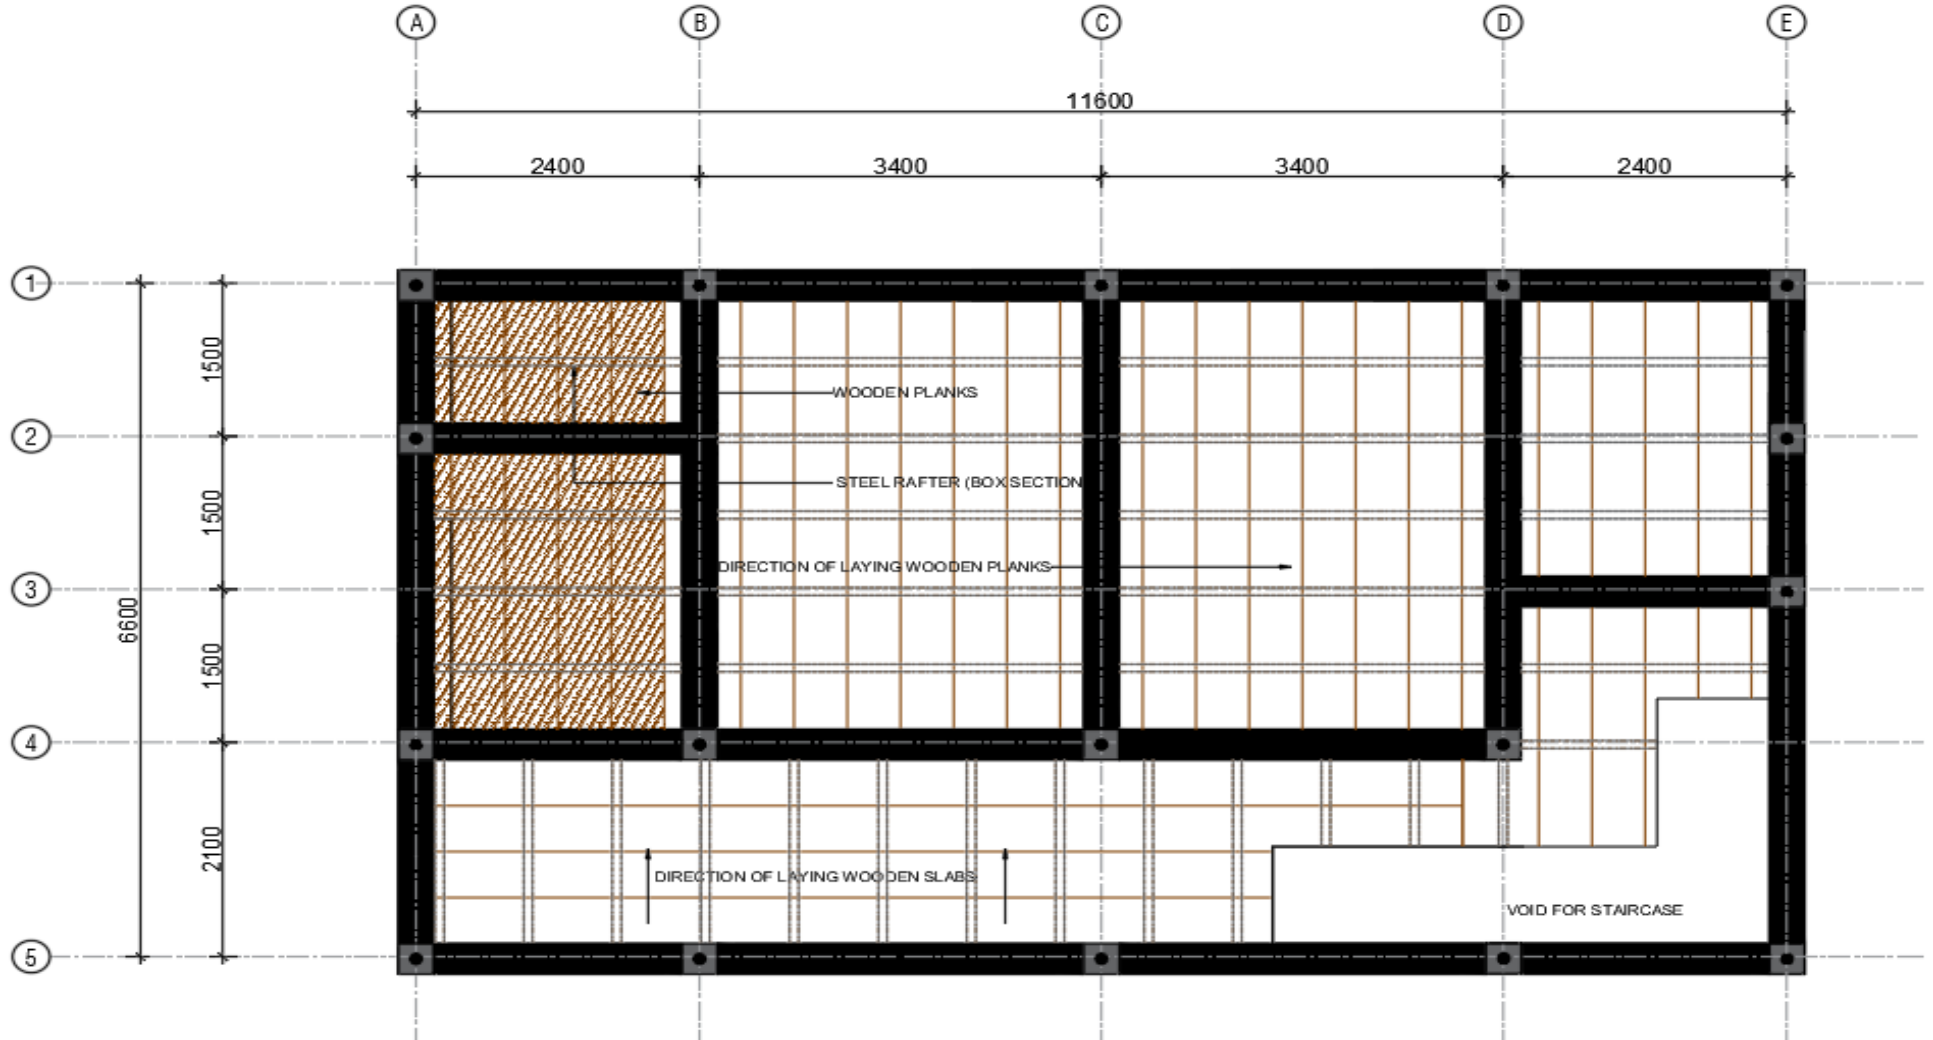 A B C D E
11600
2400 3400 3400 2400
1
1500
WOODEN PLANKS
2
STEEL RAFTER (BOX SECTION
1500
DIRECTION OF LAYING WOODEN PLANKS
3
6600
1500
4
2100
DIRECTION OF LAYING WOODEN SLABS
VOID FOR STAIRCASE
5